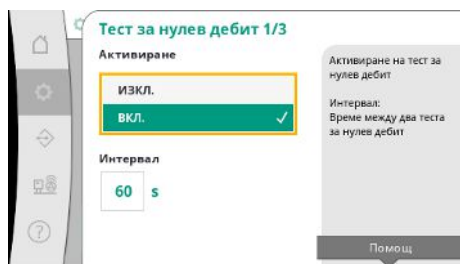 Тест за нулев дебит 1/3
Активиране
ИЗКЛ.
ВКЛ.
Интервал
60 s
Активиране на тест за
нулев дебит
Интервал:
Време между два теста
за нулев дебит
Помощ